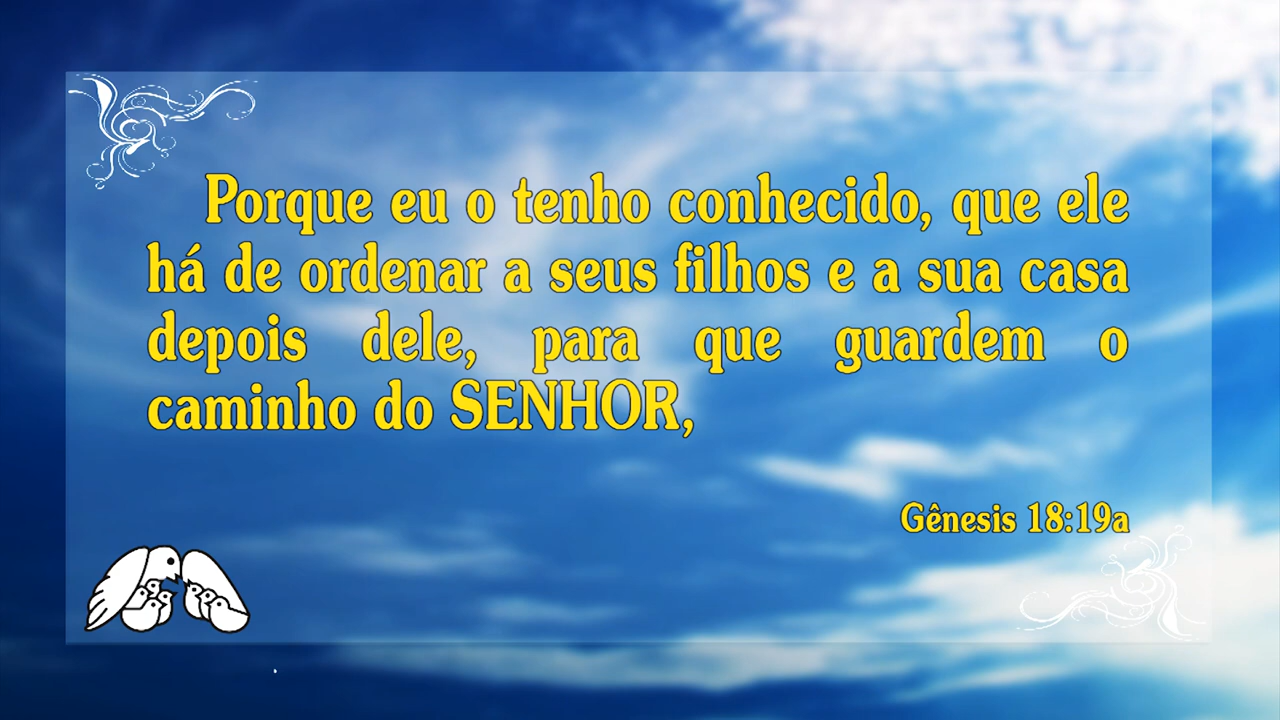 Porque eu o tenho conhecido, que ele
há de ordenar a seus filhos e a sua casa
depois dele, para que guardem o
caminho do SENHOR,
Gênesis 18:19a